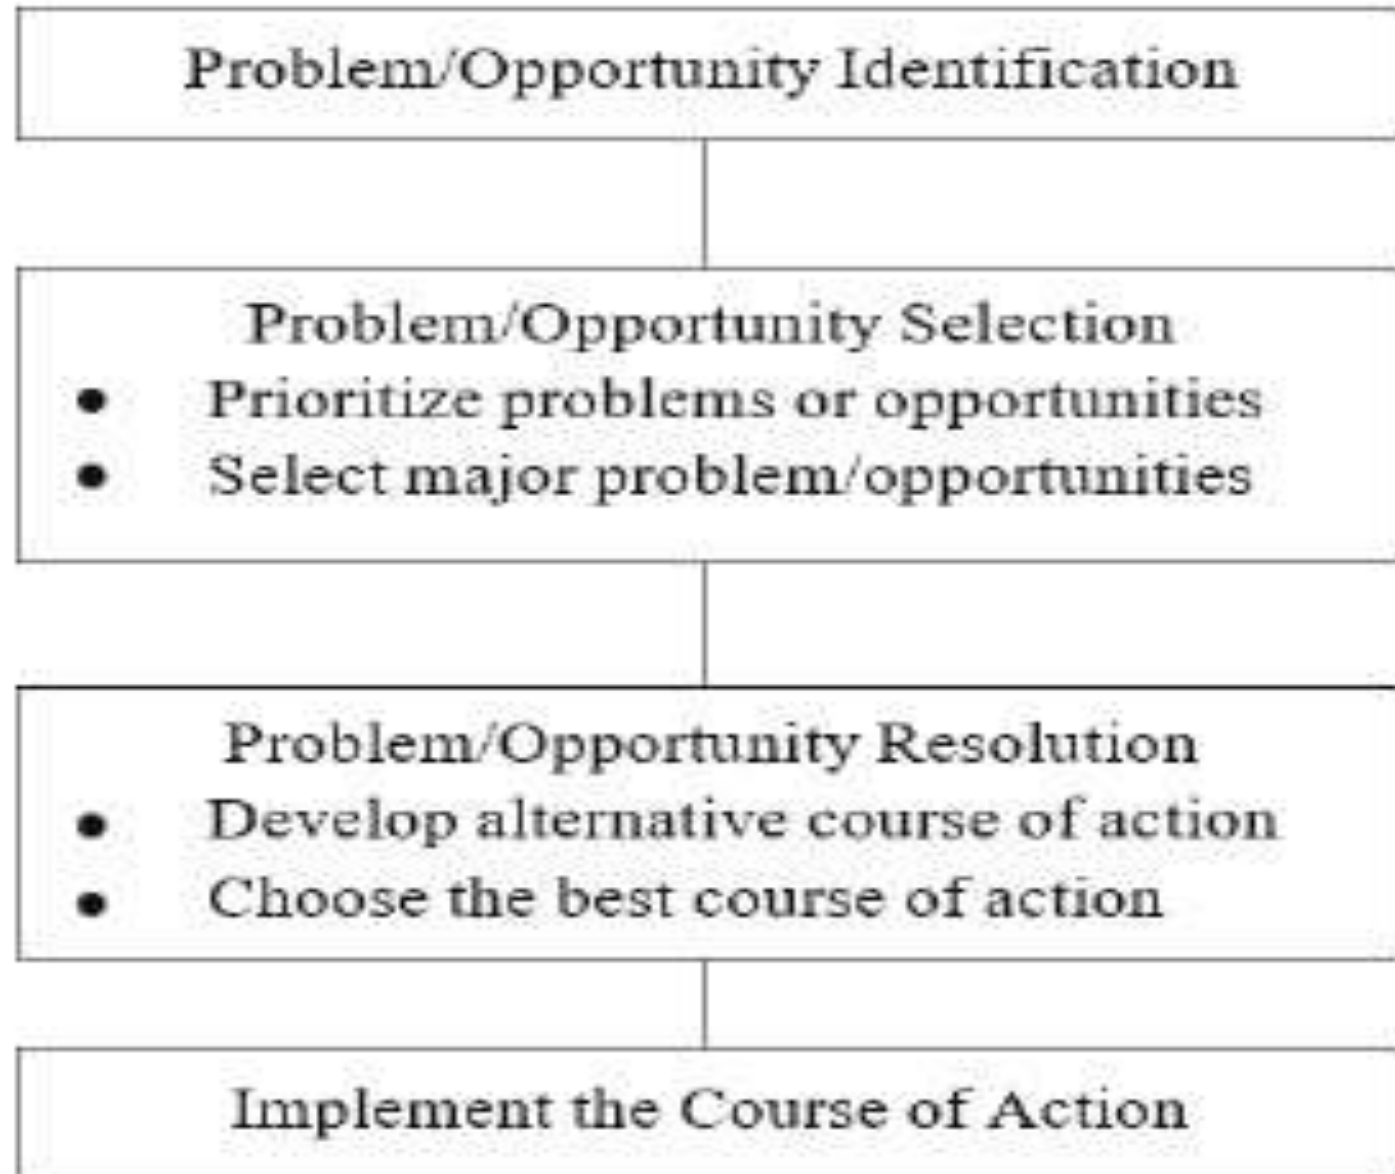 Problem/Opportunity Identification
Problem/Opportunity Selection
• Prioritize problems or opportunities
• Select major problem/opportunities
Problem/Opportunity Resolution
• Develop alternative course of action
• Choose the best course of action
Implement the Course of Action